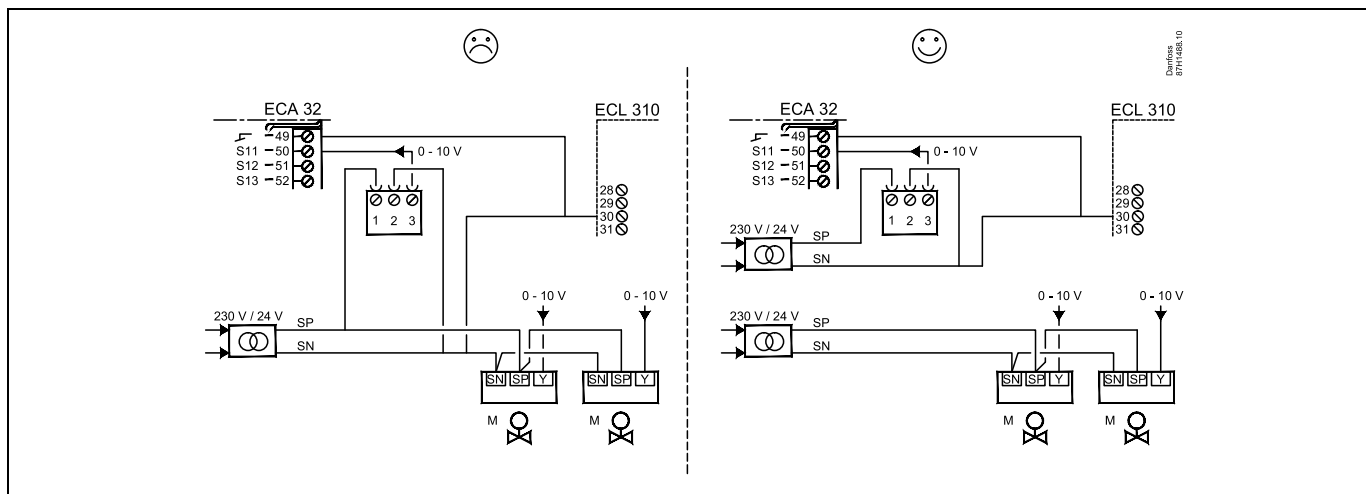 Danfoss
87H1488.10
ECA 32
ECL 310
49
S11 50
S12 51
S13 52
0 - 10 V
1 2 3
28
29
30
31
230 V / 24 V
SP
SN
0 - 10 V
0 - 10 V
SN SP Y
SN SP Y
M
M
ECA 32
ECL 310
49
S11 50
S12 51
S13 52
0 - 10 V
1 2 3
28
29
30
31
230 V / 24 V
SP
SN
230 V / 24 V
SP
SN
0 - 10 V
0 - 10 V
SN SP Y
SN SP Y
M
M